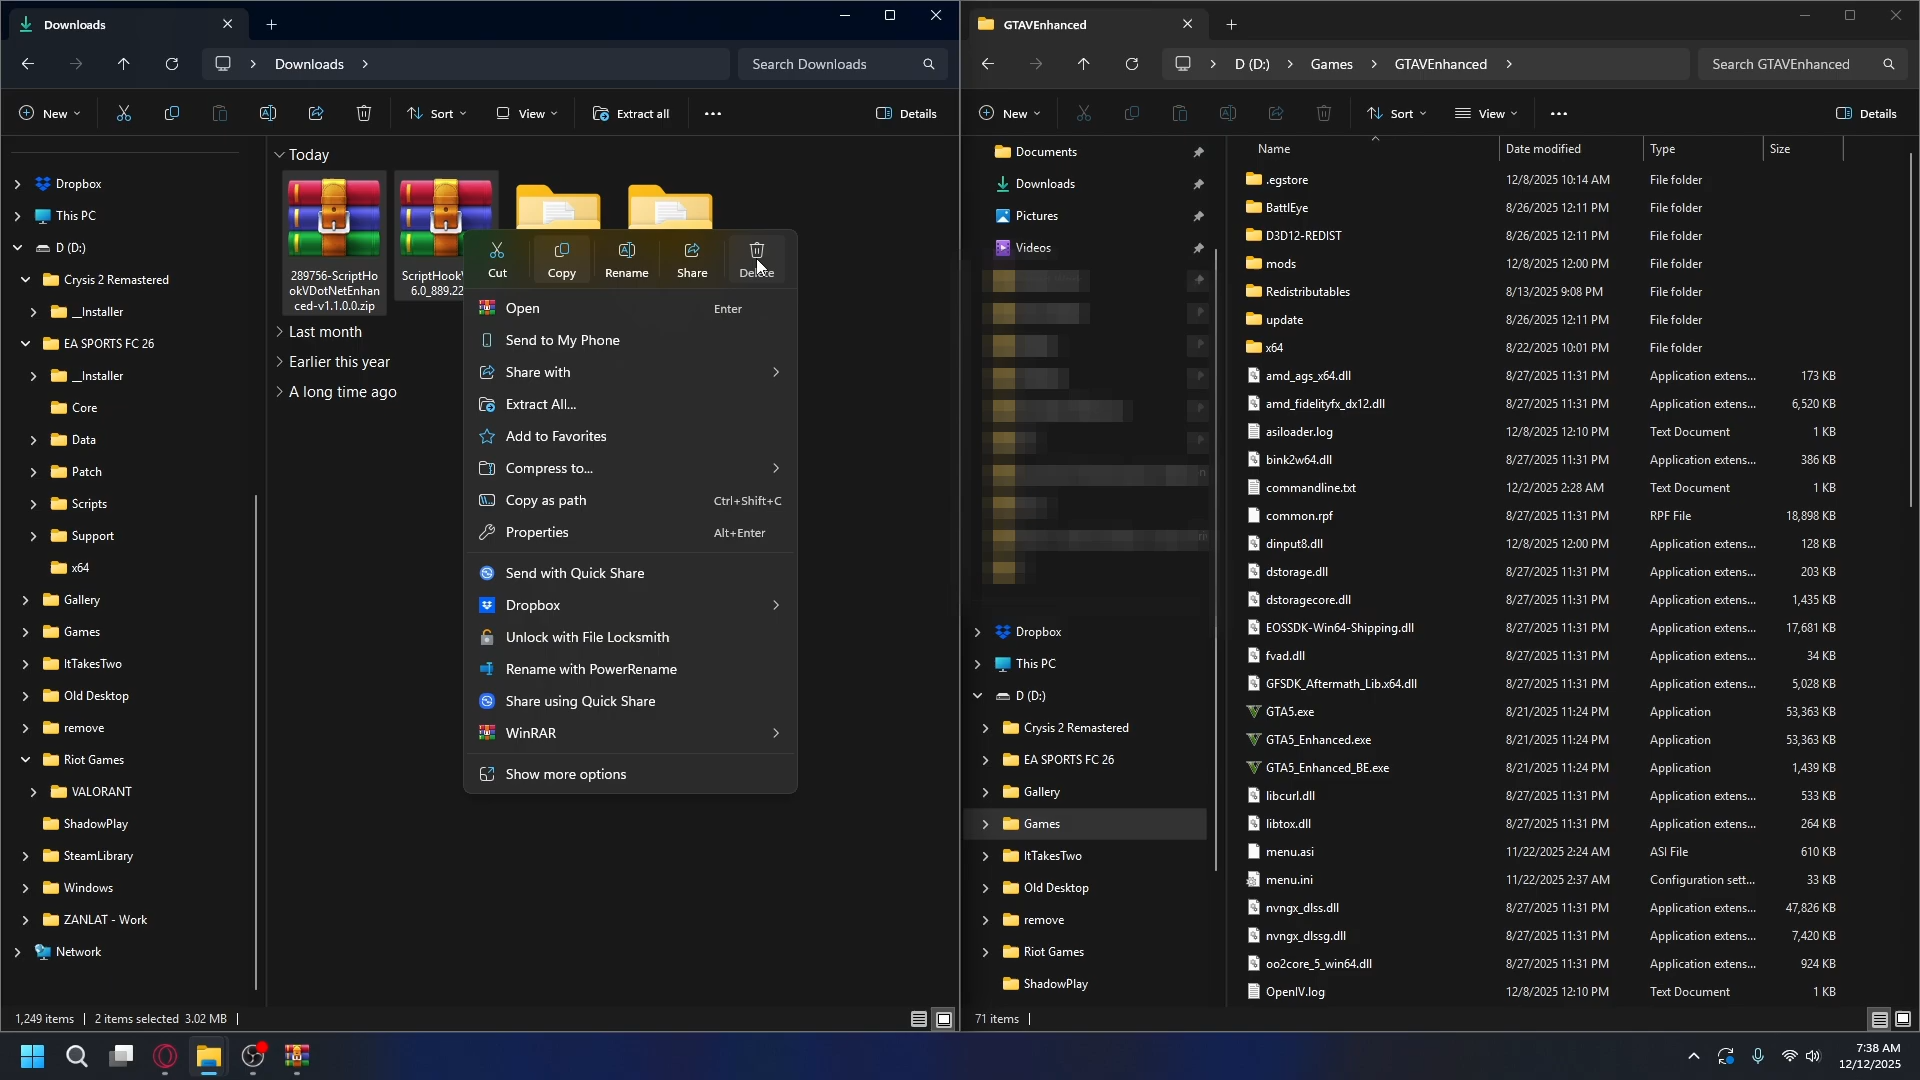 Downloads
GTAVEnhanced
Downloads
Search Downloads
D (D:)
Games
GTAVEnhanced
Search GTAVEnhanced
New
Sort
View
Extract all
Details
New
Sort
View
Details
Dropbox
This PC
D (D:)
Crysis 2 Remastered
__Installer
EA SPORTS FC 26
__Installer
Core
Data
Patch
Scripts
Support
x64
Gallery
Games
ItTakesTwo
Old Desktop
remove
Riot Games
VALORANT
ShadowPlay
SteamLibrary
Windows
ZANLAT - Work
Network
Today
289756-ScriptHo
okVDotNetEnhan
ced-v1.1.0.0.zip
ScriptHookV
6.0_889.22
Last month
Earlier this year
A long time ago
Cut
Copy
Rename
Share
Delete
Open Enter
Send to My Phone
Share with
Extract All...
Add to Favorites
Compress to...
Copy as path Ctrl+Shift+C
Properties Alt+Enter
Send with Quick Share
Dropbox
Unlock with File Locksmith
Rename with PowerRename
Share using Quick Share
WinRAR
Show more options
1,249 items
2 items selected 3.02 MB
Documents
Downloads
Pictures
Videos
Dropbox
This PC
D (D:)
Crysis 2 Remastered
EA SPORTS FC 26
Gallery
Games
ItTakesTwo
Old Desktop
remove
Riot Games
ShadowPlay
Name Date modified Type Size
.egstore 12/8/2025 10:14 AM File folder
BattlEye 8/26/2025 12:11 PM File folder
D3D12-REDIST 8/26/2025 12:11 PM File folder
mods 12/8/2025 12:00 PM File folder
Redistributables 8/13/2025 9:08 PM File folder
update 8/26/2025 12:11 PM File folder
x64 8/22/2025 10:01 PM File folder
amd_ags_x64.dll 8/27/2025 11:31 PM Application extens... 173 KB
amd_fidelityfx_dx12.dll 8/27/2025 11:31 PM Application extens... 6,520 KB
asiloader.log 12/8/2025 12:10 PM Text Document 1 KB
bink2w64.dll 8/27/2025 11:31 PM Application extens... 386 KB
commandline.txt 12/2/2025 2:28 AM Text Document 1 KB
common.rpf 8/27/2025 11:31 PM RPF File 18,898 KB
dinput8.dll 12/8/2025 12:00 PM Application extens... 128 KB
dstorage.dll 8/27/2025 11:31 PM Application extens... 203 KB
dstoragecore.dll 8/27/2025 11:31 PM Application extens... 1,435 KB
EOSSDK-Win64-Shipping.dll 8/27/2025 11:31 PM Application extens... 17,681 KB
fvad.dll 8/27/2025 11:31 PM Application extens... 34 KB
GFSDK_Aftermath_Lib.x64.dll 8/27/2025 11:31 PM Application extens... 5,028 KB
GTA5.exe 8/21/2025 11:24 PM Application 53,363 KB
GTA5_Enhanced.exe 8/21/2025 11:24 PM Application 53,363 KB
GTA5_Enhanced_BE.exe 8/21/2025 11:24 PM Application 1,439 KB
libcurl.dll 8/27/2025 11:31 PM Application extens... 533 KB
libtox.dll 8/27/2025 11:31 PM Application extens... 264 KB
menu.asi 11/22/2025 2:24 AM ASI File 610 KB
menu.ini 11/22/2025 2:37 AM Configuration sett... 33 KB
nvngx_dlss.dll 8/27/2025 11:31 PM Application extens... 47,826 KB
nvngx_dlssg.dll 8/27/2025 11:31 PM Application extens... 7,420 KB
oo2core_5_win64.dll 8/27/2025 11:31 PM Application extens... 924 KB
OpenIV.log 12/8/2025 12:10 PM Text Document 1 KB
71 items
7:38 AM
12/12/2025